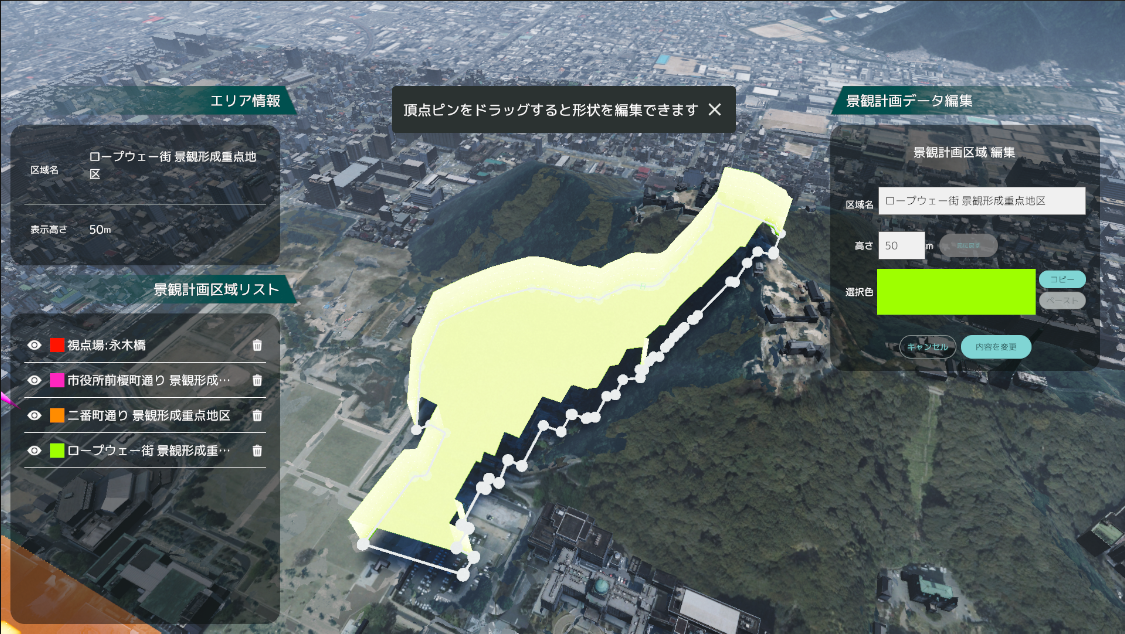 エリア情報
区域名
ロープウェー街 景観形成重点地
区
表示高さ
50m
景観計画区域リスト
視点場:永木橋
市役所前榎町通り 景観形成…
二番町通り 景観形成重点地区
ロープウェー街 景観形成重…
頂点ピンをドラッグすると形状を編集できます ×
景観計画データ編集
景観計画区域 編集
区域名
ロープウェー街 景観形成重点地区
高さ
50
m
選択色
コピー
ペースト
キャンセル
内容を変更